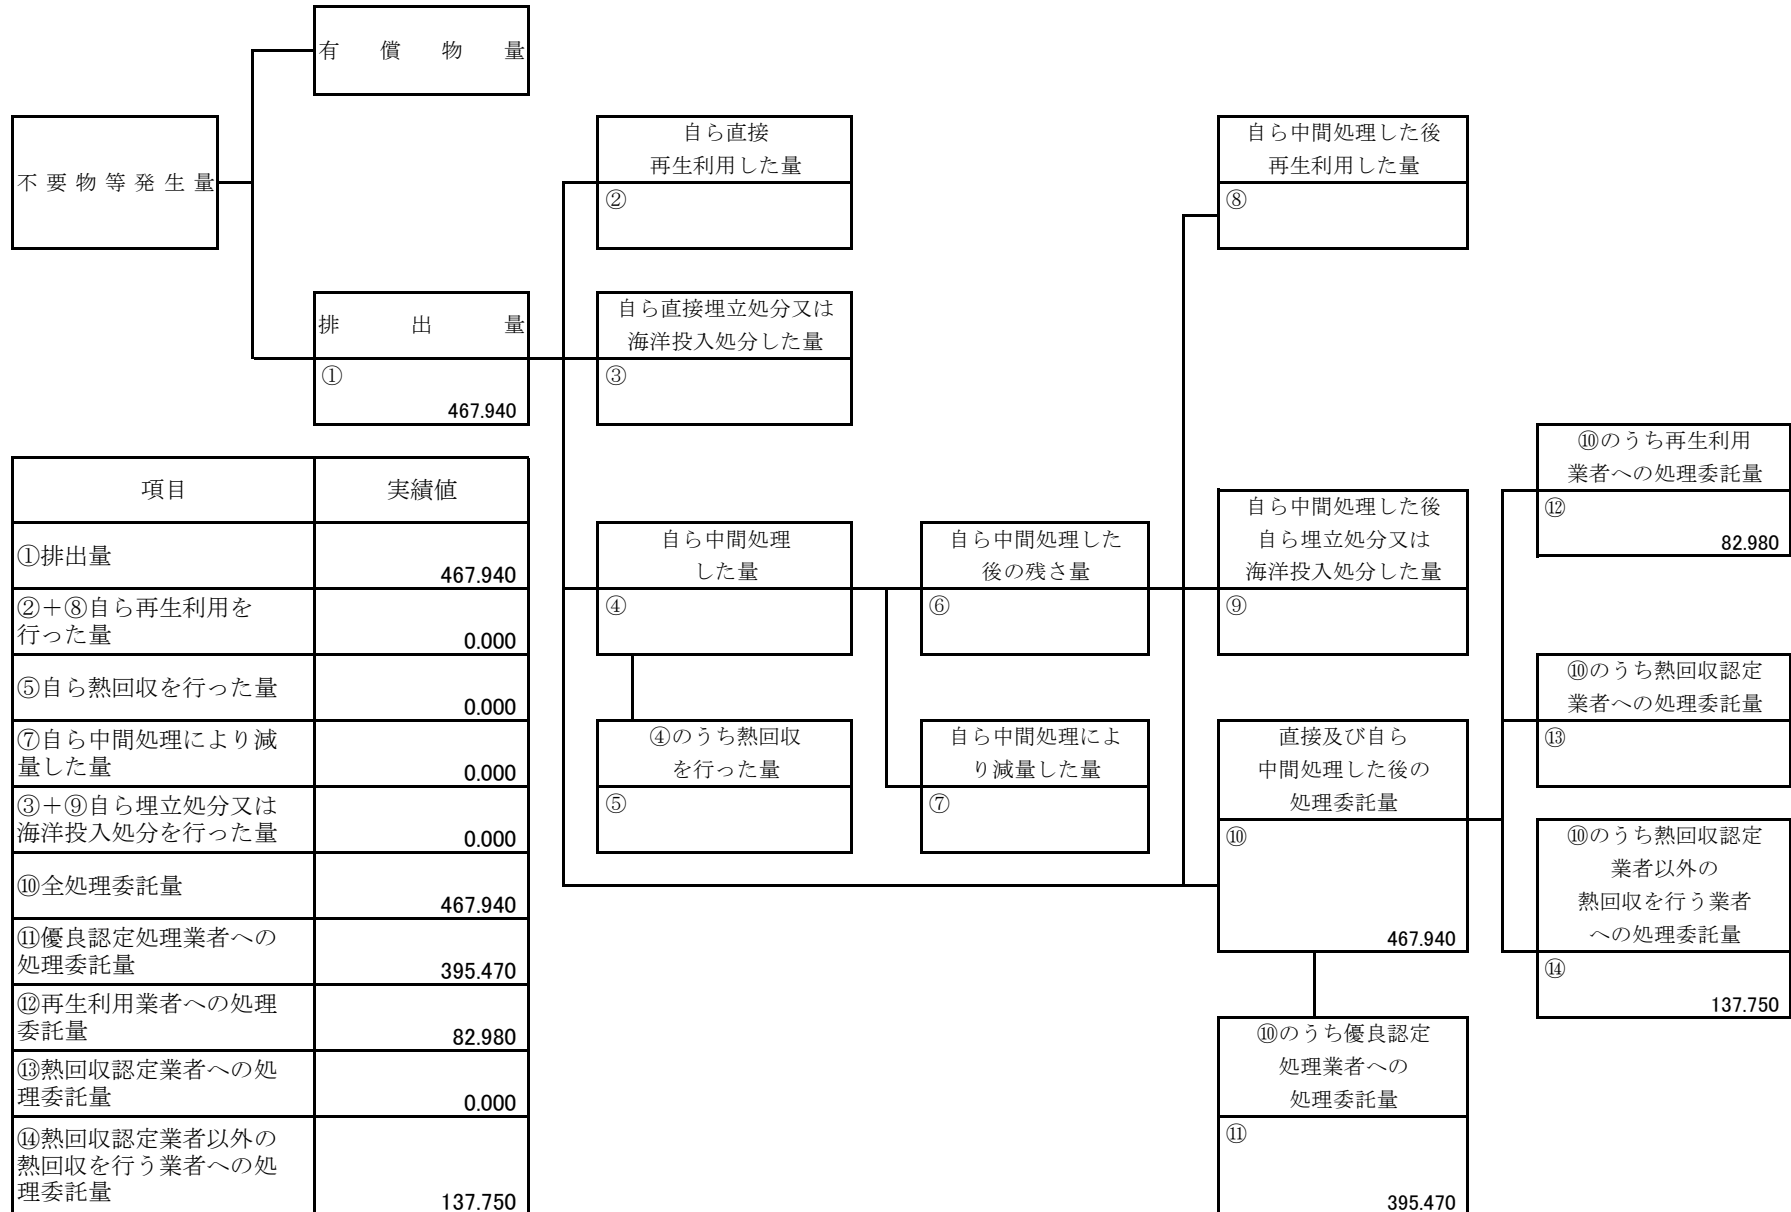 有償物量
不要物等発生量
排出量
①
467.940
自ら直接
再生利用した量
②
自ら直接埋立処分又は
海洋投入処分した量
③
自ら中間処理
した量
④
④のうち熱回収
を行った量
⑤
自ら中間処理した
後の残さ量
⑥
自ら中間処理によ
り減量した量
⑦
自ら中間処理した後
再生利用した量
⑧
自ら中間処理した後
自ら埋立処分又は
海洋投入処分した量
⑨
直接及び自ら
中間処理した後の
処理委託量
⑩
467.940
⑩のうち優良認定
処理業者への
処理委託量
⑪
395.470
⑩のうち再生利用
業者への処理委託量
⑫
82.980
⑩のうち熱回収認定
業者への処理委託量
⑬
⑩のうち熱回収認定
業者以外の
熱回収を行う業者
への処理委託量
⑭
137.750
項目 実績値
①排出量
467.940
②＋⑧自ら再生利用を
行った量
0.000
⑤自ら熱回収を行った量
0.000
⑦自ら中間処理により減
量した量
0.000
③＋⑨自ら埋立処分又は
海洋投入処分を行った量
0.000
⑩全処理委託量
467.940
⑪優良認定処理業者への
処理委託量
395.470
⑫再生利用業者への処理
委託量
82.980
⑬熱回収認定業者への処
理委託量
0.000
⑭熱回収認定業者以外の
熱回収を行う業者への処
理委託量
137.750